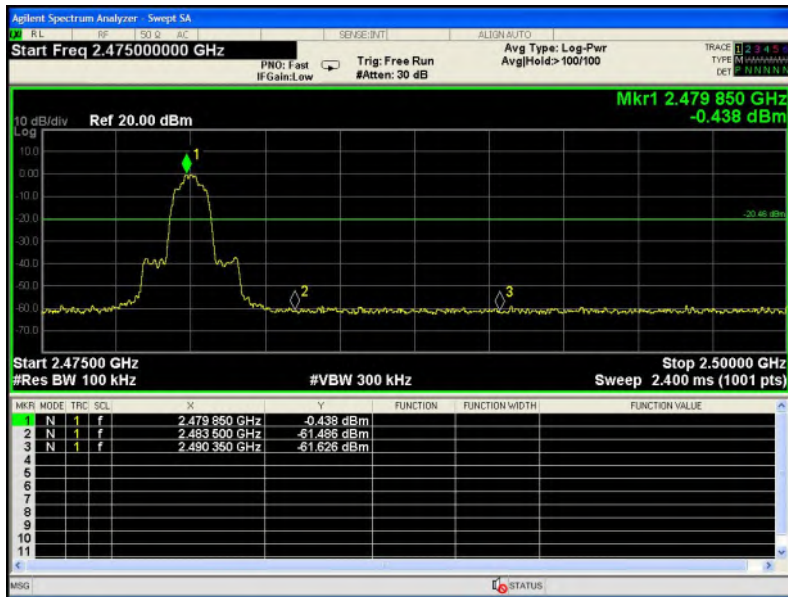 Agilent Spectrum Analyzer - Swept SA
RL RF 50 Ω AC SENSE:INT ALIGN AUTO
Start Freq 2.475000000 GHz Avg Type: Log-Pwr TRACE 1 2 3 4 5 6
PNO: Fast Trig: Free Run Avg|Hold:>100/100 TYPE M
IFGain:Low #Atten: 30 dB DET P N N N N N
Mkr1 2.479 850 GHz
10 dB/div Ref 20.00 dBm -0.438 dBm
Log
10.0
1
0.00
-10.0
-20.0
-20.46 dBm
-30.0
-40.0
-50.0
2 3
-60.0
-70.0
Start 2.47500 GHz Stop 2.50000 GHz
#Res BW 100 kHz #VBW 300 kHz Sweep 2.400 ms (1001 pts)
MKR MODE TRC SCL X Y FUNCTION FUNCTION WIDTH FUNCTION VALUE
1 N 1 f 2.479 850 GHz -0.438 dBm
2 N 1 f 2.483 500 GHz -61.486 dBm
3 N 1 f 2.490 350 GHz -61.626 dBm
4
5
6
7
8
9
10
11
MSG STATUS